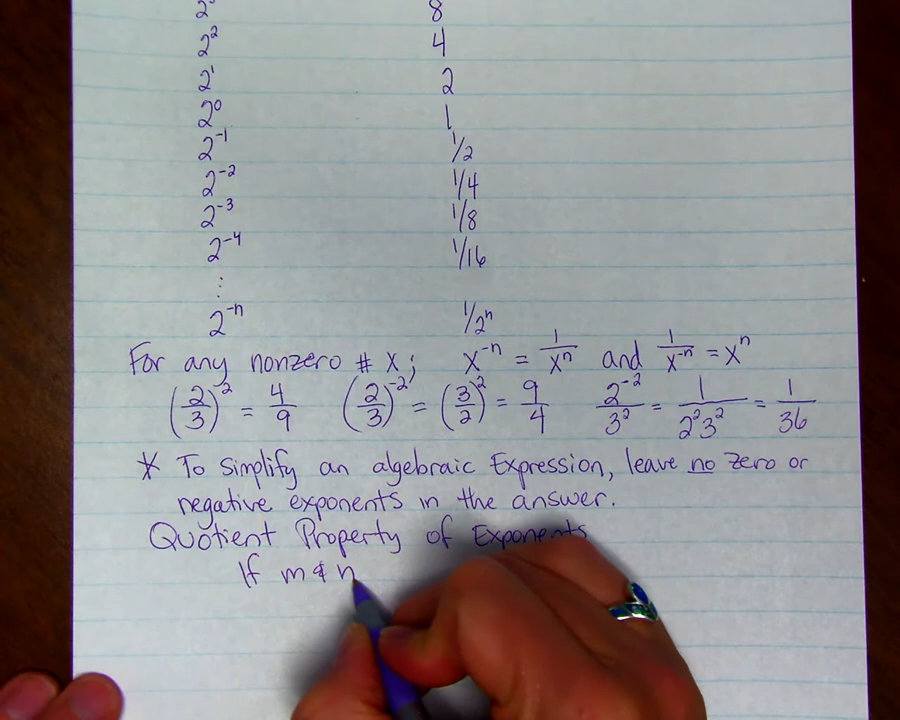 2³ 8
2² 4
2¹ 2
2⁰ 1
2⁻¹ 1/2
2⁻² 1/4
2⁻³ 1/8
2⁻⁴ 1/16
⋮
2⁻ⁿ 1/2ⁿ
For any nonzero # x; x⁻ⁿ = 1/xⁿ and 1/x⁻ⁿ = xⁿ
(2/3)² = 4/9 (2/3)⁻² = (3/2)² = 9/4 2⁻²/3² = 1/2²3² = 1/36
* To simplify an algebraic Expression, leave no zero or
negative exponents in the answer.
Quotient Property of Exponents
If m & n